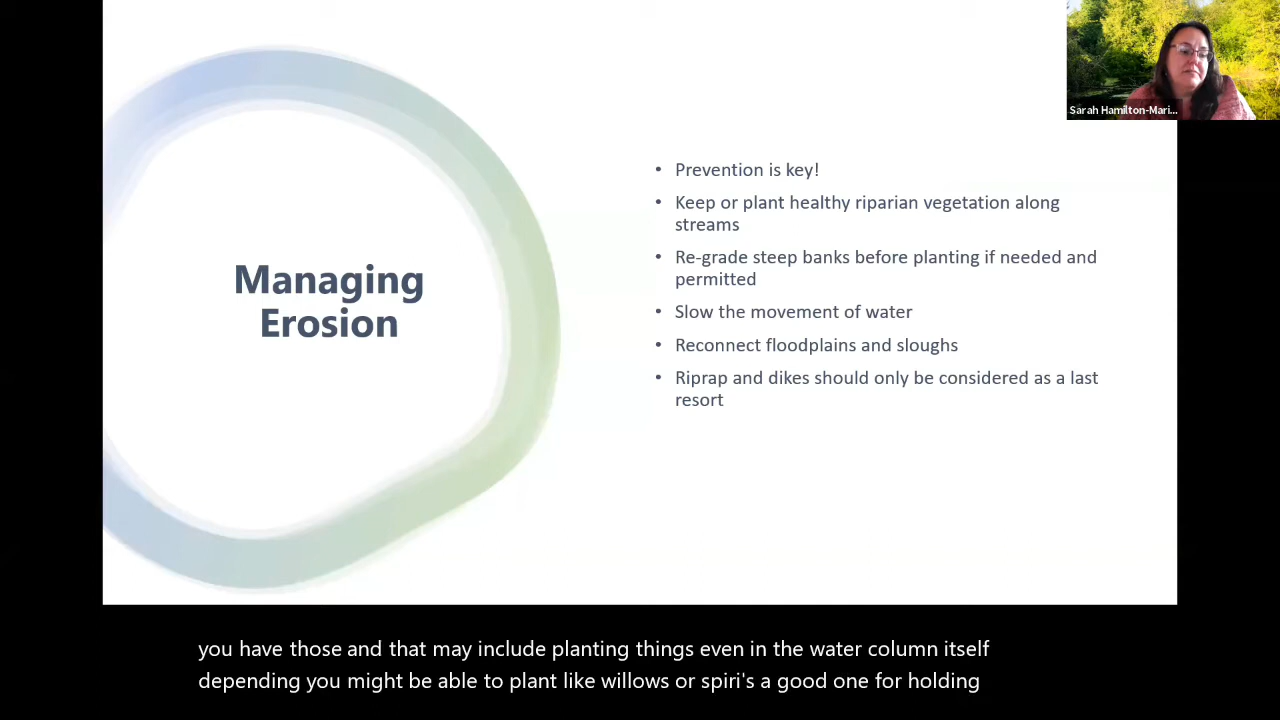 Sarah Hamilton-Mari...
Managing
Erosion
• Prevention is key!
• Keep or plant healthy riparian vegetation along
streams
• Re-grade steep banks before planting if needed and
permitted
• Slow the movement of water
• Reconnect floodplains and sloughs
• Riprap and dikes should only be considered as a last
resort
you have those and that may include planting things even in the water column itself
depending you might be able to plant like willows or spiri's a good one for holding